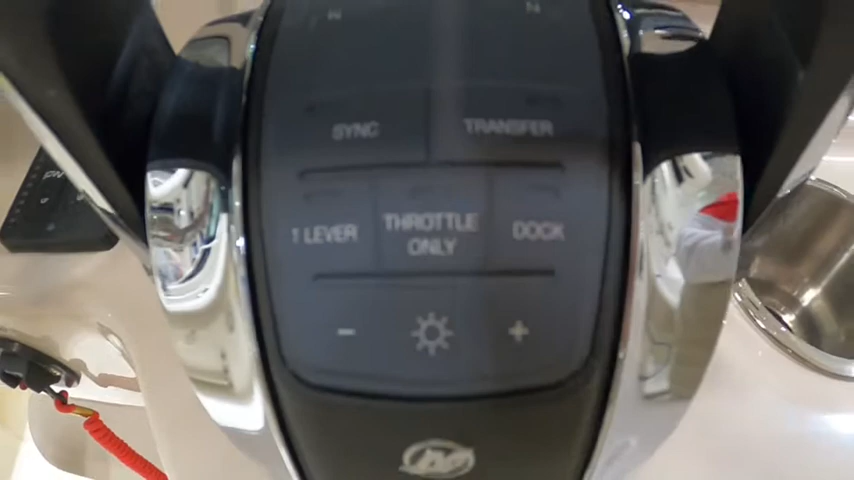 N N
SYNC TRANSFER
1 LEVER THROTTLE ONLY DOCK
- +